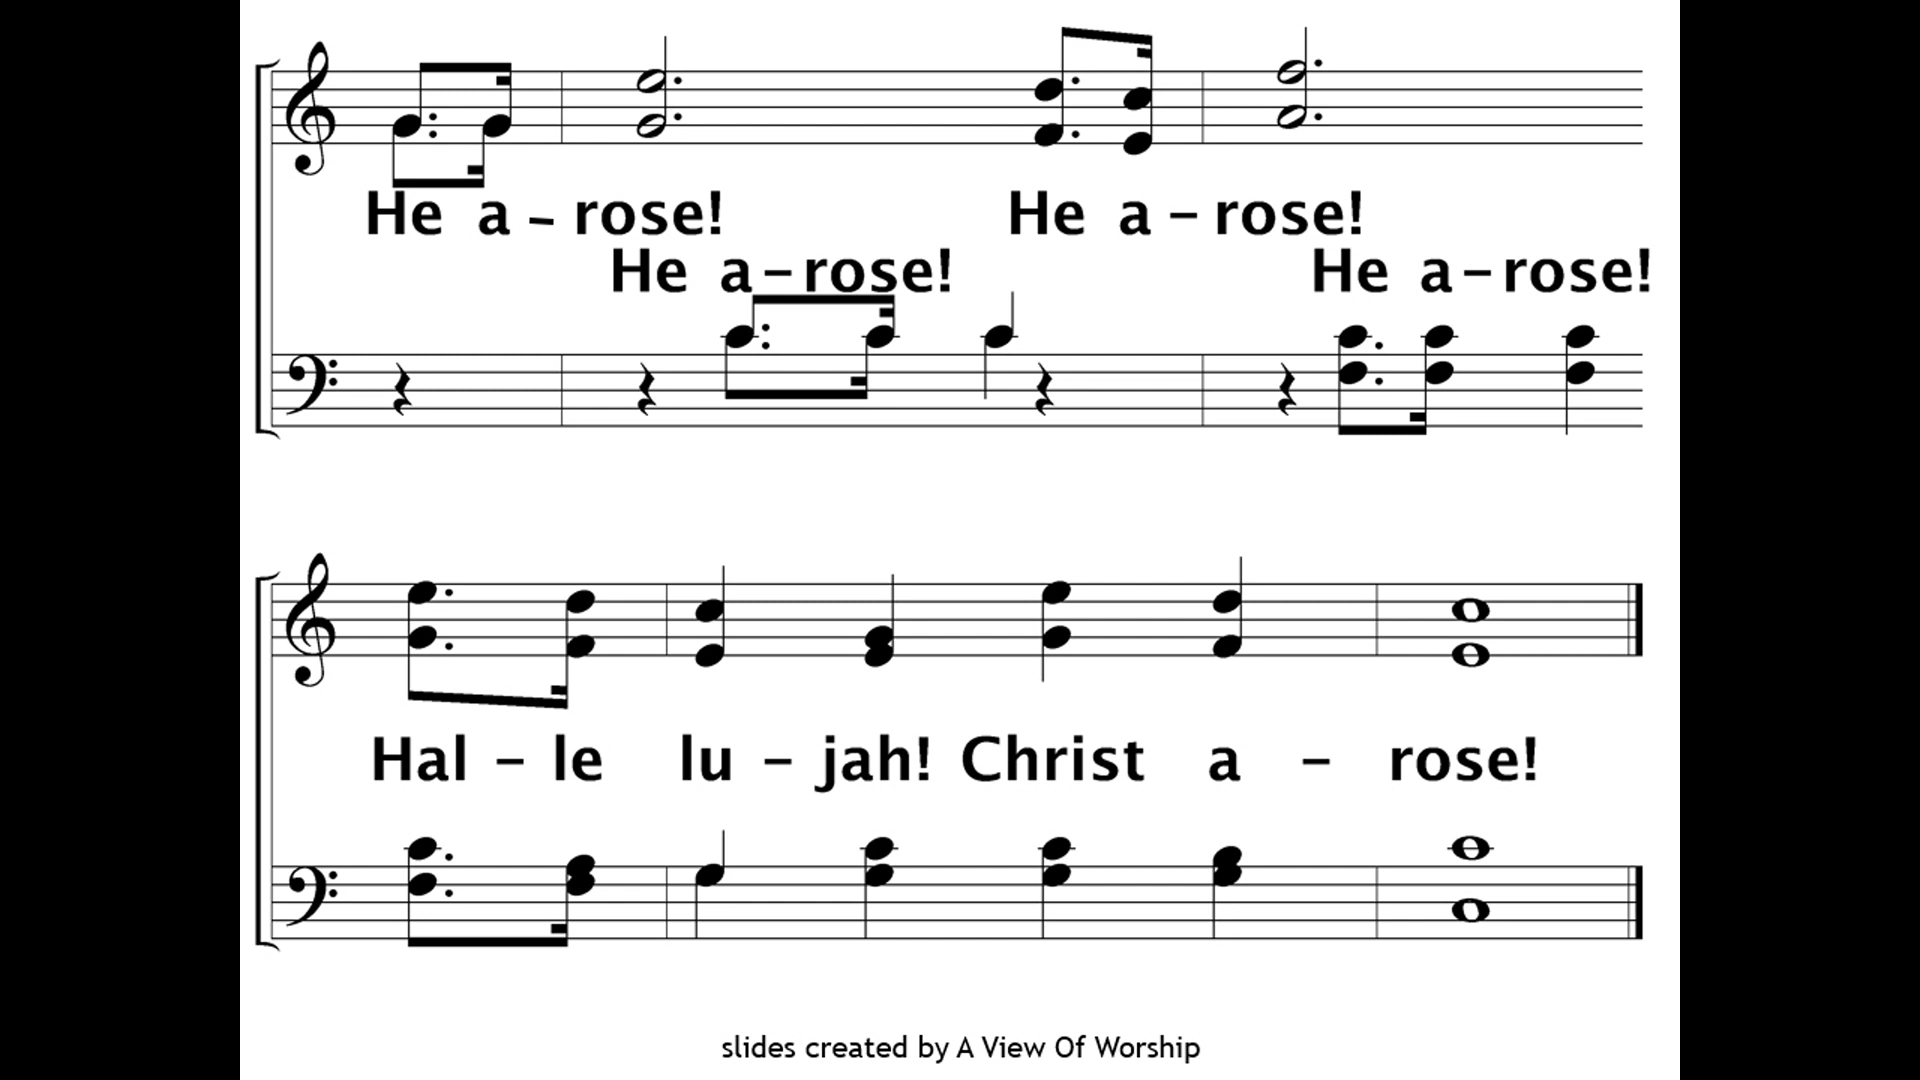 He a - rose! He a - rose!
He a - rose! He a - rose!
Hal - le lu - jah! Christ a - rose!
slides created by A View Of Worship